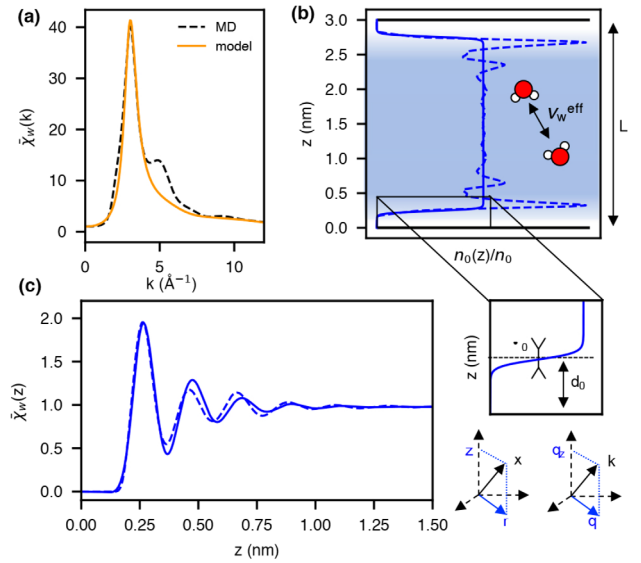 (a)
MD
model
40
30
20
10
0
χ̄w(k)
0
5
10
k (Å⁻¹)
(b)
3.0
2.5
2.0
1.5
1.0
0.5
0.0
z (nm)
νw^eff
L
n₀(z)/n₀
(c)
2.0
1.5
1.0
0.5
0.0
χ̄w(z)
0.00
0.25
0.50
0.75
1.00
1.25
1.50
z (nm)
z (nm)
0
d₀
z
x
r
qz
k
q